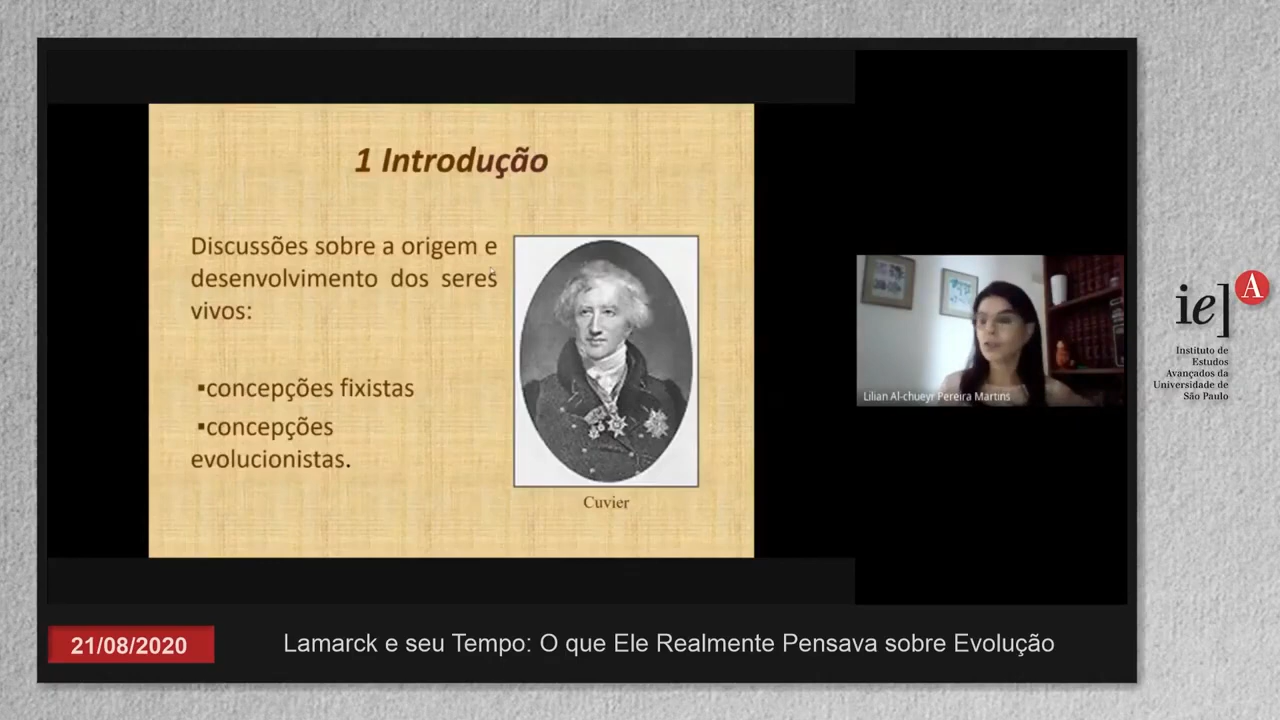 1 Introdução
Discussões sobre a origem e
desenvolvimento dos seres
vivos:
▪concepções fixistas
▪concepções
evolucionistas.
Cuvier
Lilian Al-chueyr Pereira Martins
iea
Instituto de
Estudos
Avançados da
Universidade de
São Paulo
21/08/2020
Lamarck e seu Tempo: O que Ele Realmente Pensava sobre Evolução